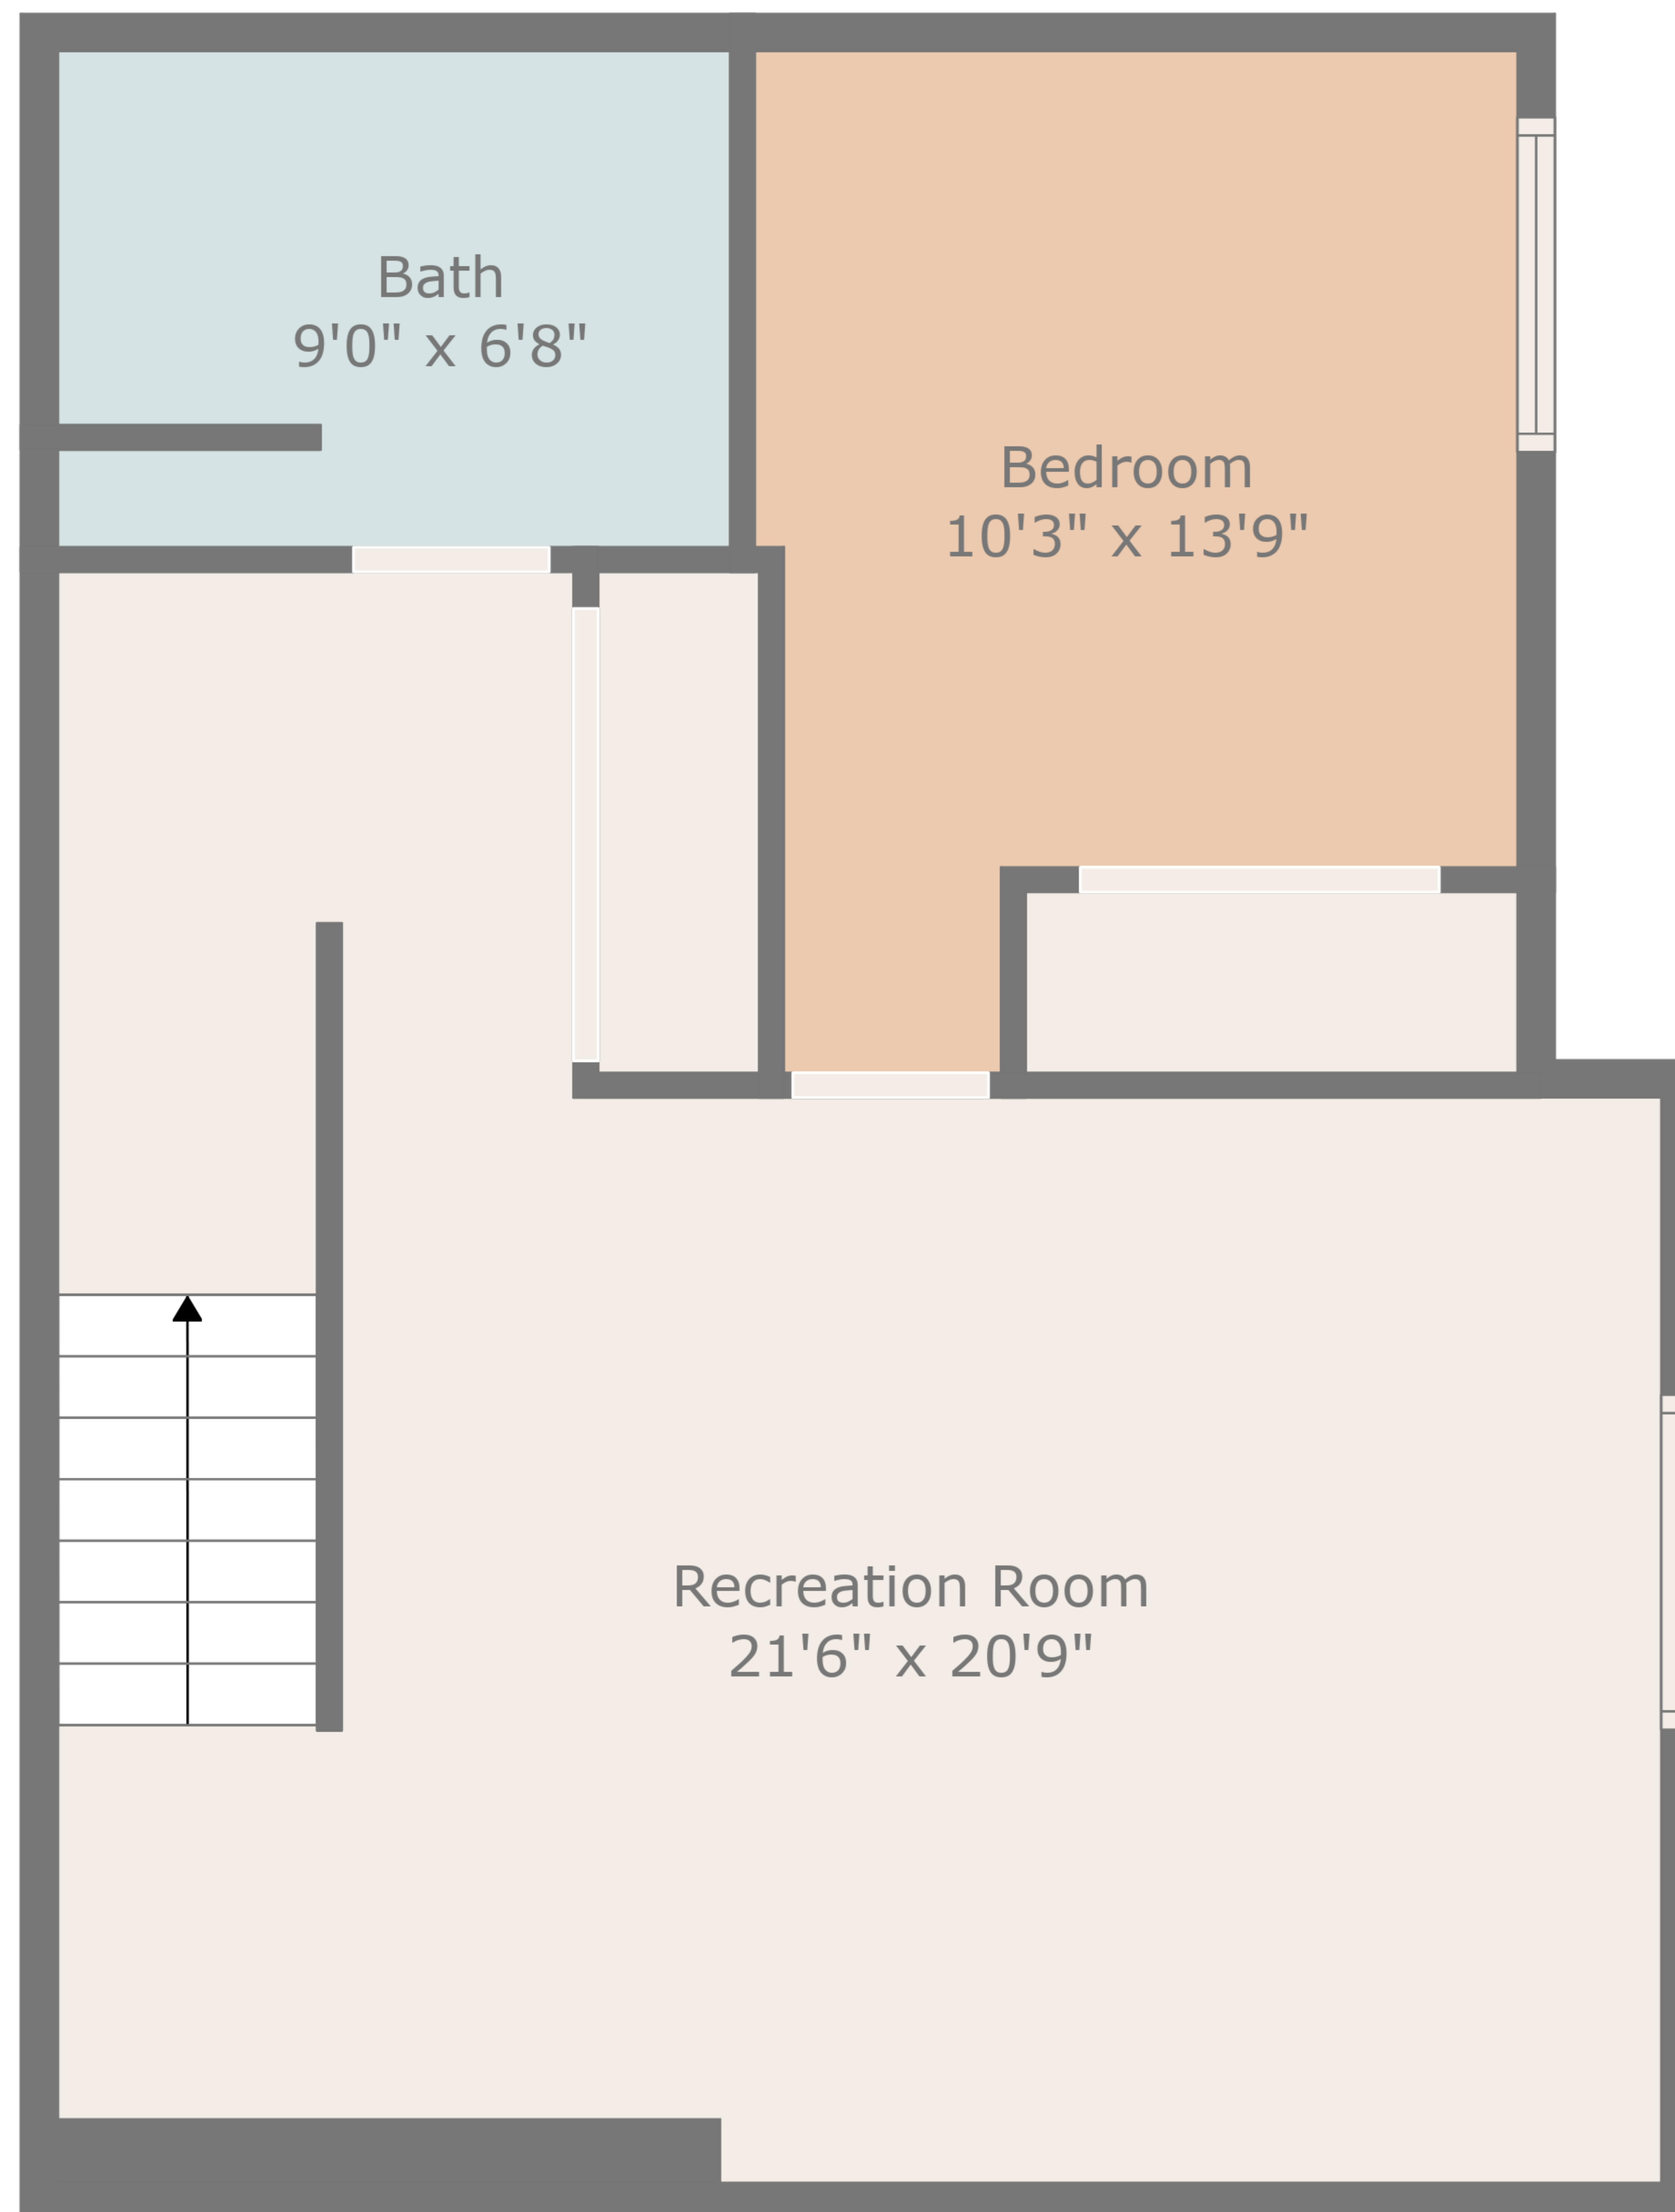 Bath
9'0" x 6'8"
Bedroom
10'3" x 13'9"
Recreation Room
21'6" x 20'9"